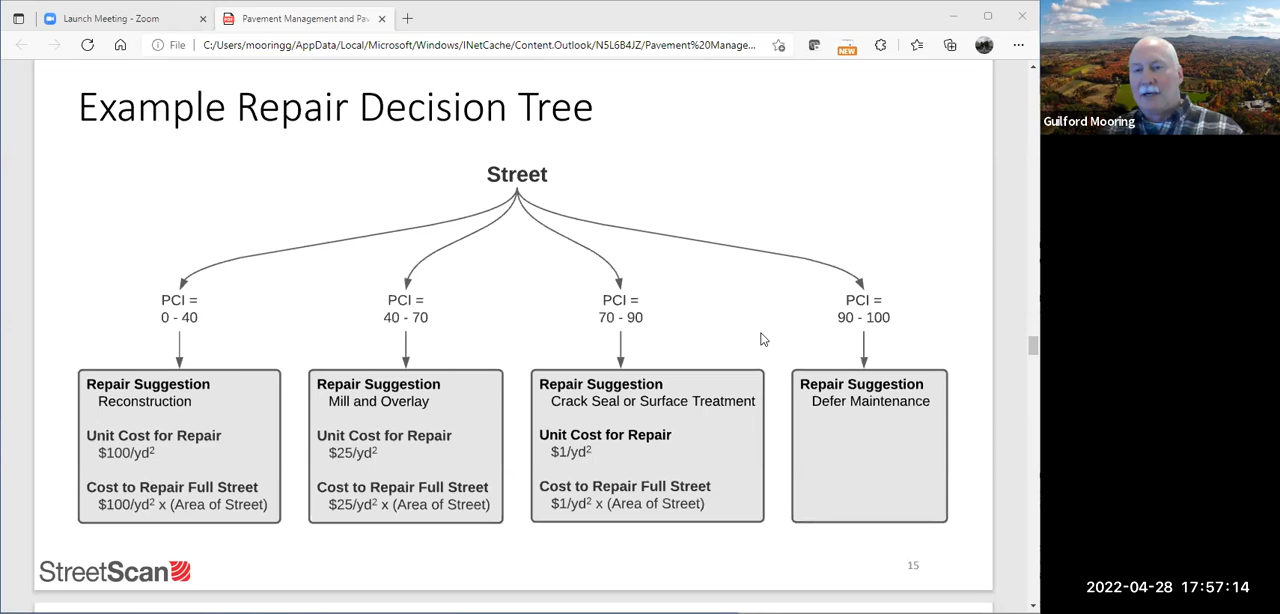 Launch Meeting - Zoom
Pavement Management and Pav
File
C:/Users/mooringg/AppData/Local/Microsoft/Windows/INetCache/Content.Outlook/N5L6B4JZ/Pavement%20Manage...
NEW
Guilford Mooring
Example Repair Decision Tree
Street
PCI =
0 - 40
PCI =
40 - 70
PCI =
70 - 90
PCI =
90 - 100
Repair Suggestion
Reconstruction
Unit Cost for Repair
$100/yd²
Cost to Repair Full Street
$100/yd² x (Area of Street)
Repair Suggestion
Mill and Overlay
Unit Cost for Repair
$25/yd²
Cost to Repair Full Street
$25/yd² x (Area of Street)
Repair Suggestion
Crack Seal or Surface Treatment
Unit Cost for Repair
$1/yd²
Cost to Repair Full Street
$1/yd² x (Area of Street)
Repair Suggestion
Defer Maintenance
StreetScan
15
2022-04-28 17:57:14